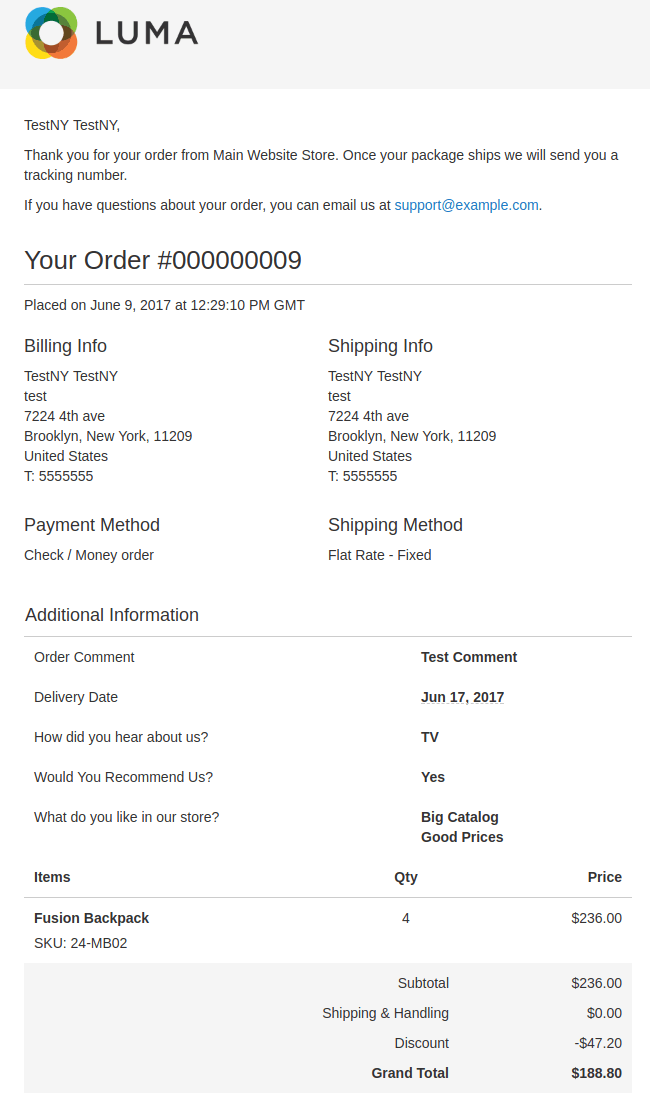 LUMA
TestNY TestNY,
Thank you for your order from Main Website Store. Once your package ships we will send you a
tracking number.
If you have questions about your order, you can email us at support@example.com.
Your Order #000000009
Placed on June 9, 2017 at 12:29:10 PM GMT
Billing Info
TestNY TestNY
test
7224 4th ave
Brooklyn, New York, 11209
United States
T: 5555555
Shipping Info
TestNY TestNY
test
7224 4th ave
Brooklyn, New York, 11209
United States
T: 5555555
Payment Method
Check / Money order
Shipping Method
Flat Rate - Fixed
Additional Information
Order Comment Test Comment
Delivery Date Jun 17, 2017
How did you hear about us? TV
Would You Recommend Us? Yes
What do you like in our store? Big Catalog
Good Prices
Items Qty Price
Fusion Backpack 4 $236.00
SKU: 24-MB02
Subtotal $236.00
Shipping & Handling $0.00
Discount -$47.20
Grand Total $188.80